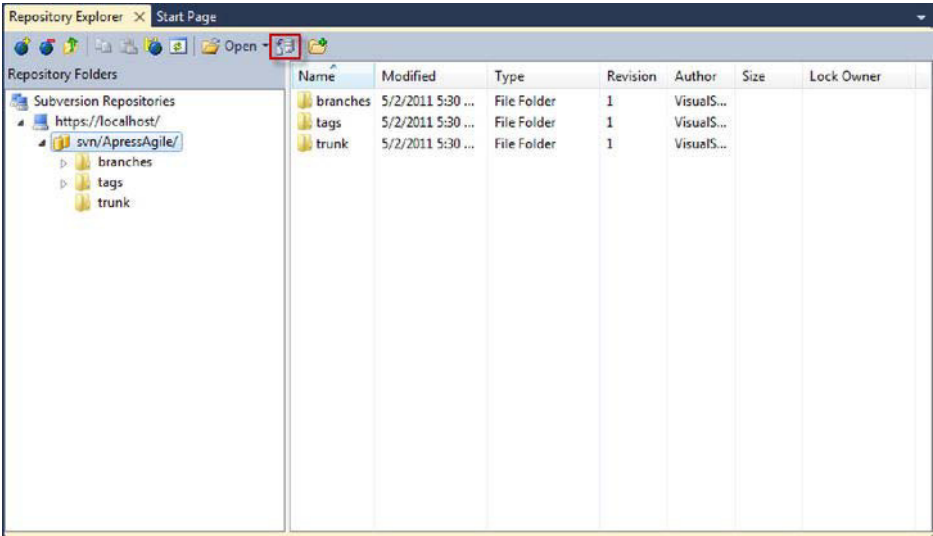 Repository Explorer Start Page
Open
Repository Folders
Subversion Repositories
https://localhost/
svn/ApressAgile/
branches
tags
trunk
Name Modified Type Revision Author Size Lock Owner
branches 5/2/2011 5:30 ... File Folder 1 VisualS...
tags 5/2/2011 5:30 ... File Folder 1 VisualS...
trunk 5/2/2011 5:30 ... File Folder 1 VisualS...